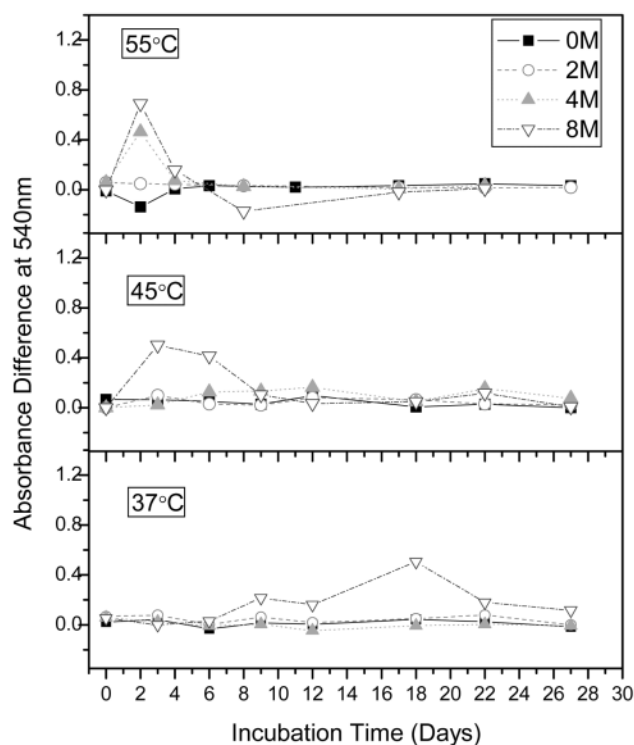 1.2
0.8
0.4
0.0
55°C
0M
2M
4M
8M
1.2
0.8
0.4
0.0
45°C
1.2
0.8
0.4
0.0
37°C
Absorbance Difference at 540nm
0 2 4 6 8 10 12 14 16 18 20 22 24 26 28 30
Incubation Time (Days)